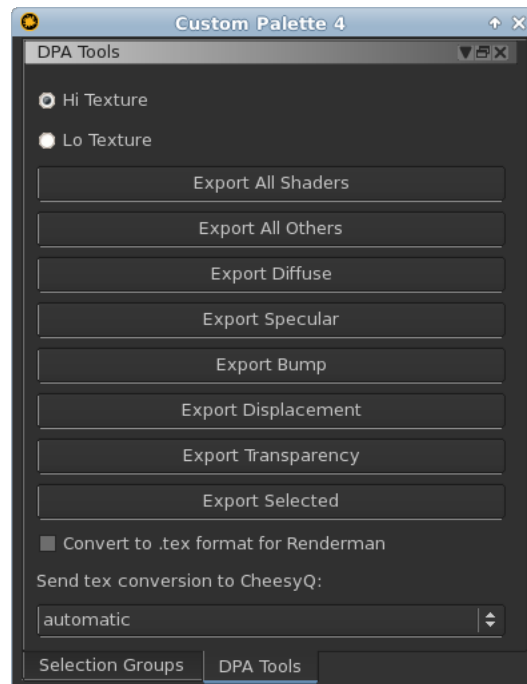 Custom Palette 4
DPA Tools
Hi Texture
Lo Texture
Export All Shaders
Export All Others
Export Diffuse
Export Specular
Export Bump
Export Displacement
Export Transparency
Export Selected
Convert to .tex format for Renderman
Send tex conversion to CheesyQ:
automatic
Selection Groups DPA Tools